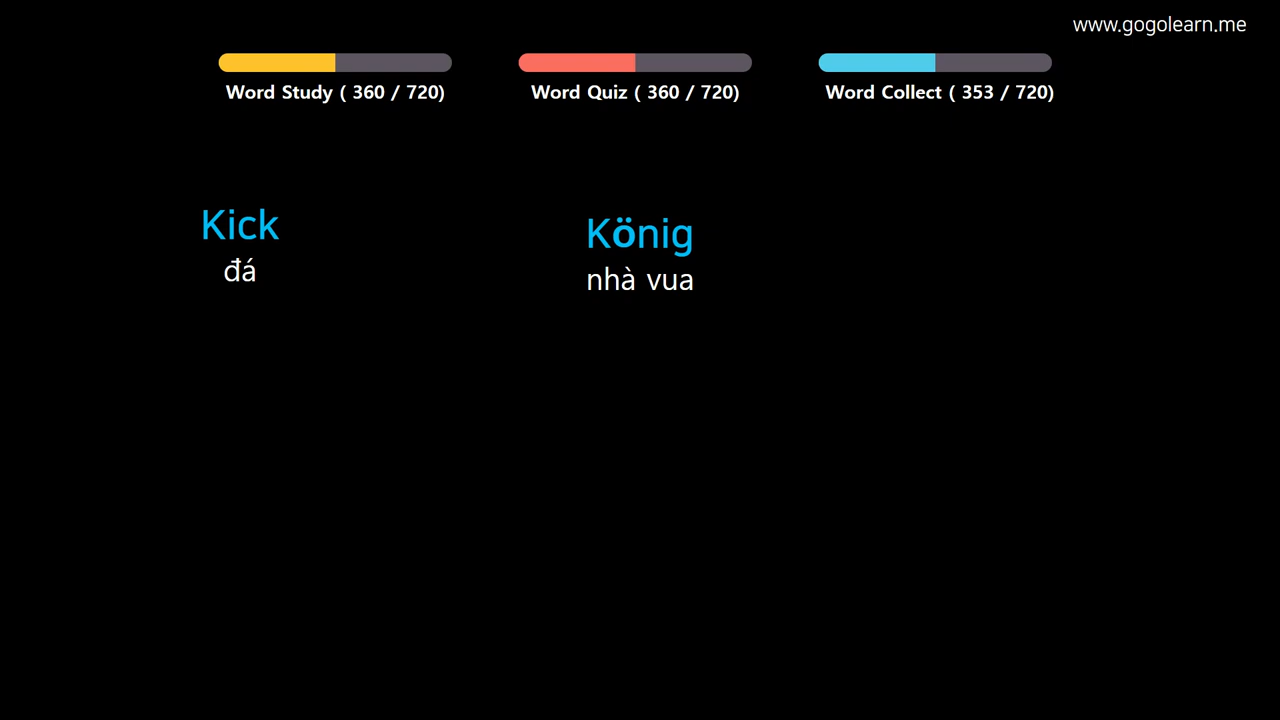 www.gogolearn.me
Word Study ( 360 / 720)
Word Quiz ( 360 / 720)
Word Collect ( 353 / 720)
Kick
đá
König
nhà vua